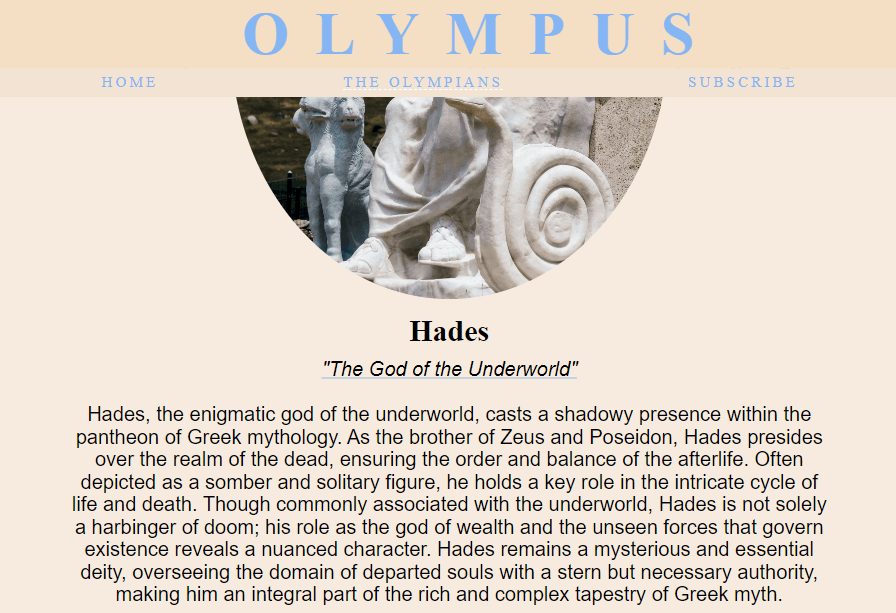 OLYMPUS
HOME THE OLYMPIANS SUBSCRIBE
Hades
"The God of the Underworld"
Hades, the enigmatic god of the underworld, casts a shadowy presence within the
pantheon of Greek mythology. As the brother of Zeus and Poseidon, Hades presides
over the realm of the dead, ensuring the order and balance of the afterlife. Often
depicted as a somber and solitary figure, he holds a key role in the intricate cycle of
life and death. Though commonly associated with the underworld, Hades is not solely
a harbinger of doom; his role as the god of wealth and the unseen forces that govern
existence reveals a nuanced character. Hades remains a mysterious and essential
deity, overseeing the domain of departed souls with a stern but necessary authority,
making him an integral part of the rich and complex tapestry of Greek myth.